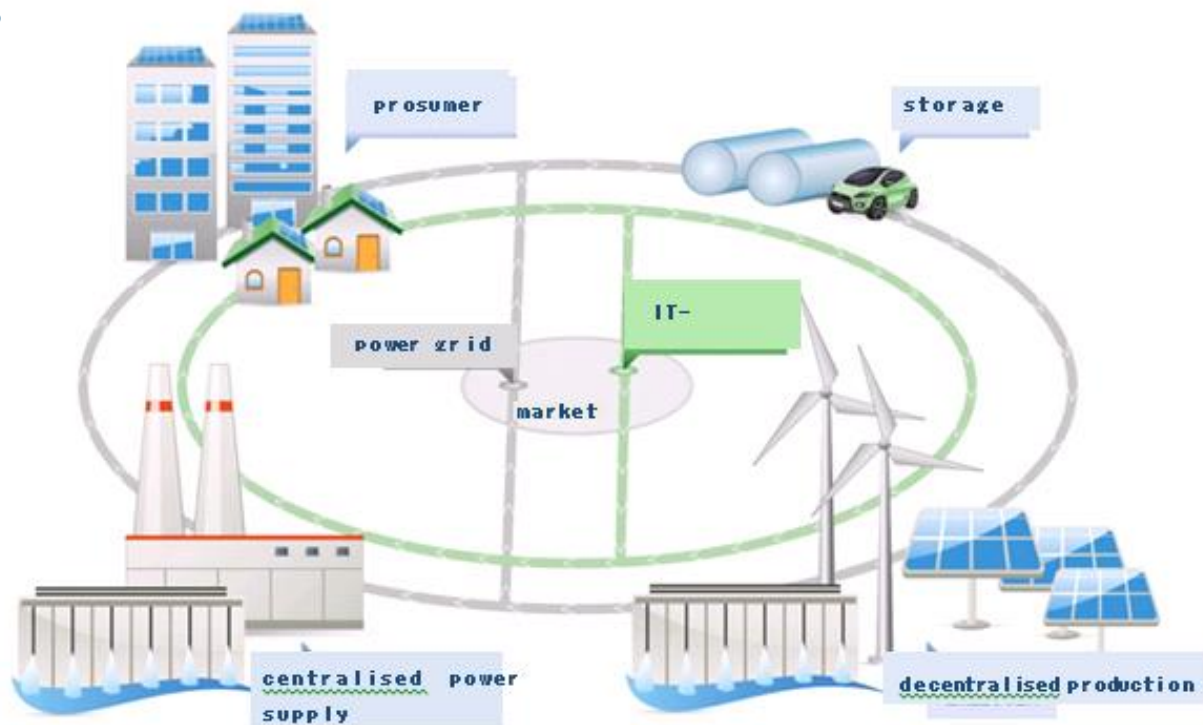 prosumer
storage
IT-
power grid
market
centralised power
supply
decentralised production